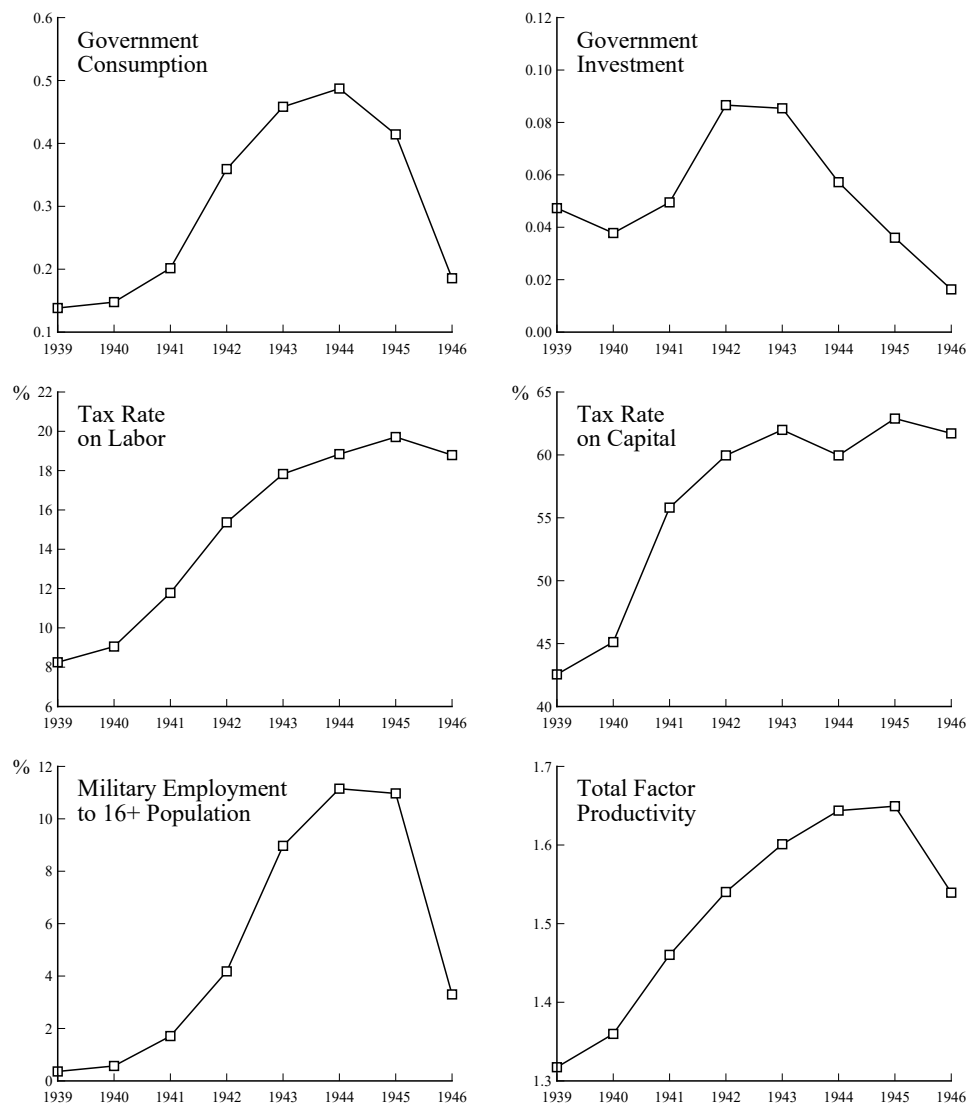 0.6
Government
Consumption
0.5
0.4
0.3
0.2
0.1
1939 1940 1941 1942 1943 1944 1945 1946
0.12
Government
Investment
0.10
0.08
0.06
0.04
0.02
0.00
1939 1940 1941 1942 1943 1944 1945 1946
% 22
Tax Rate
on Labor
20
18
16
14
12
10
8
6
1939 1940 1941 1942 1943 1944 1945 1946
% 65
Tax Rate
on Capital
60
55
50
45
40
1939 1940 1941 1942 1943 1944 1945 1946
% 12
Military Employment
to 16+ Population
10
8
6
4
2
0
1939 1940 1941 1942 1943 1944 1945 1946
1.7
Total Factor
Productivity
1.6
1.5
1.4
1.3
1939 1940 1941 1942 1943 1944 1945 1946